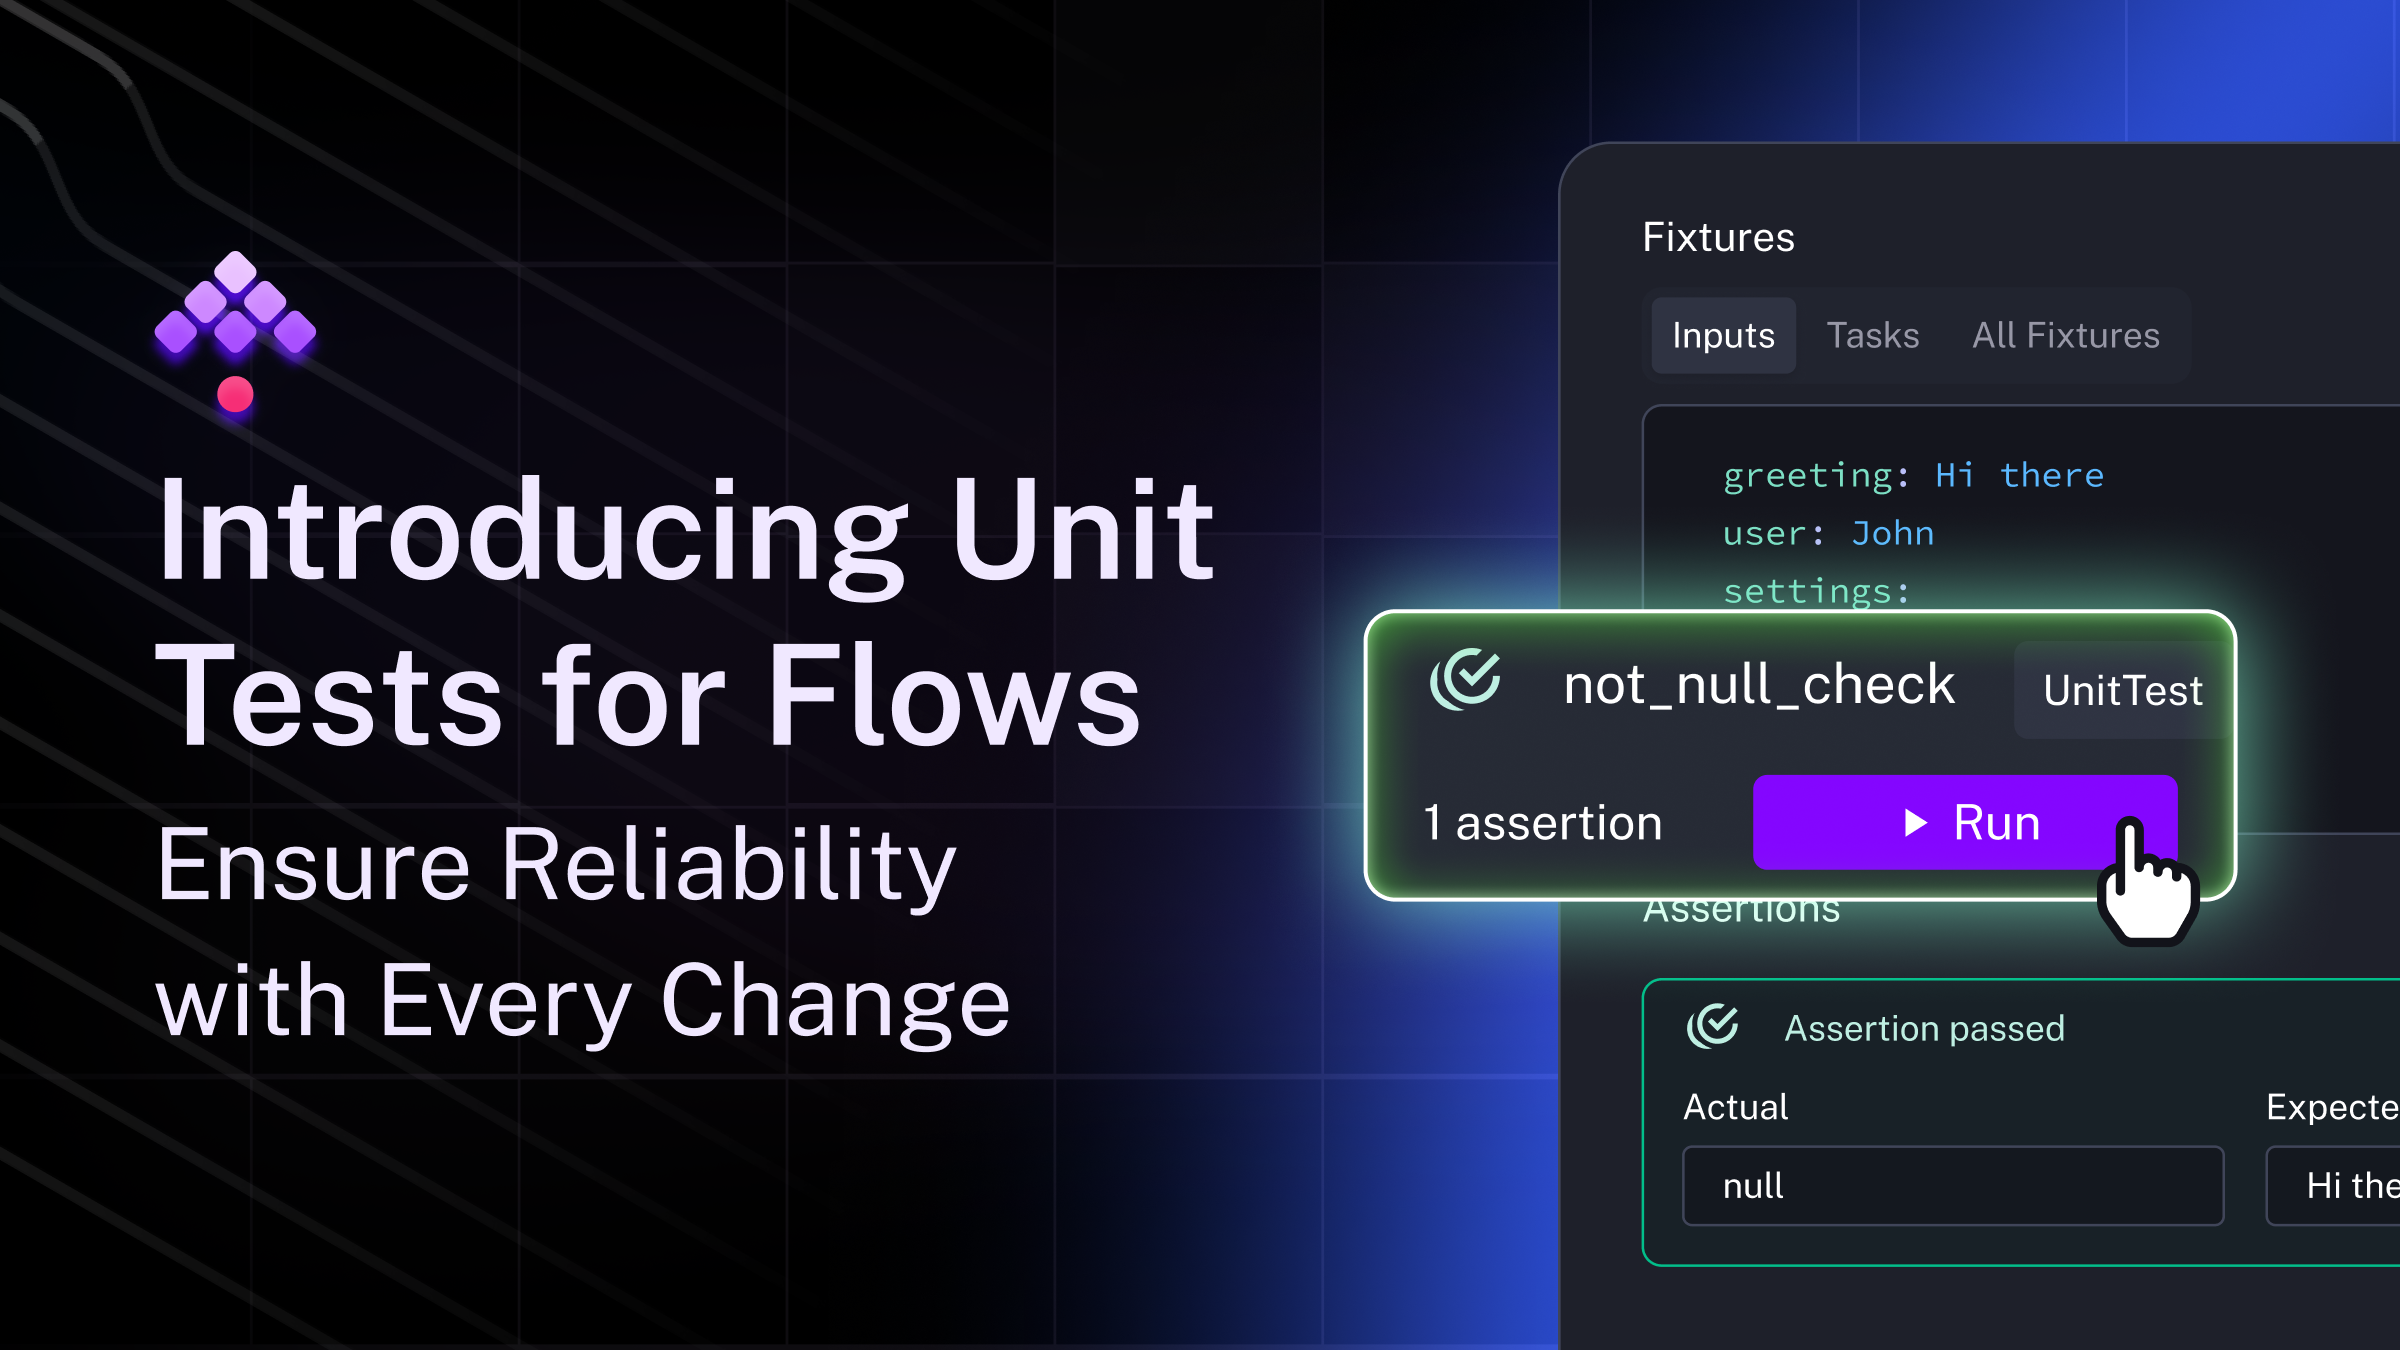 Introducing Unit
Tests for Flows
Ensure Reliability
with Every Change
Fixtures
Inputs Tasks All Fixtures
greeting: Hi there
user: John
settings:
not_null_check UnitTest
1 assertion Run
Assertions
Assertion passed
Actual
null
Hi